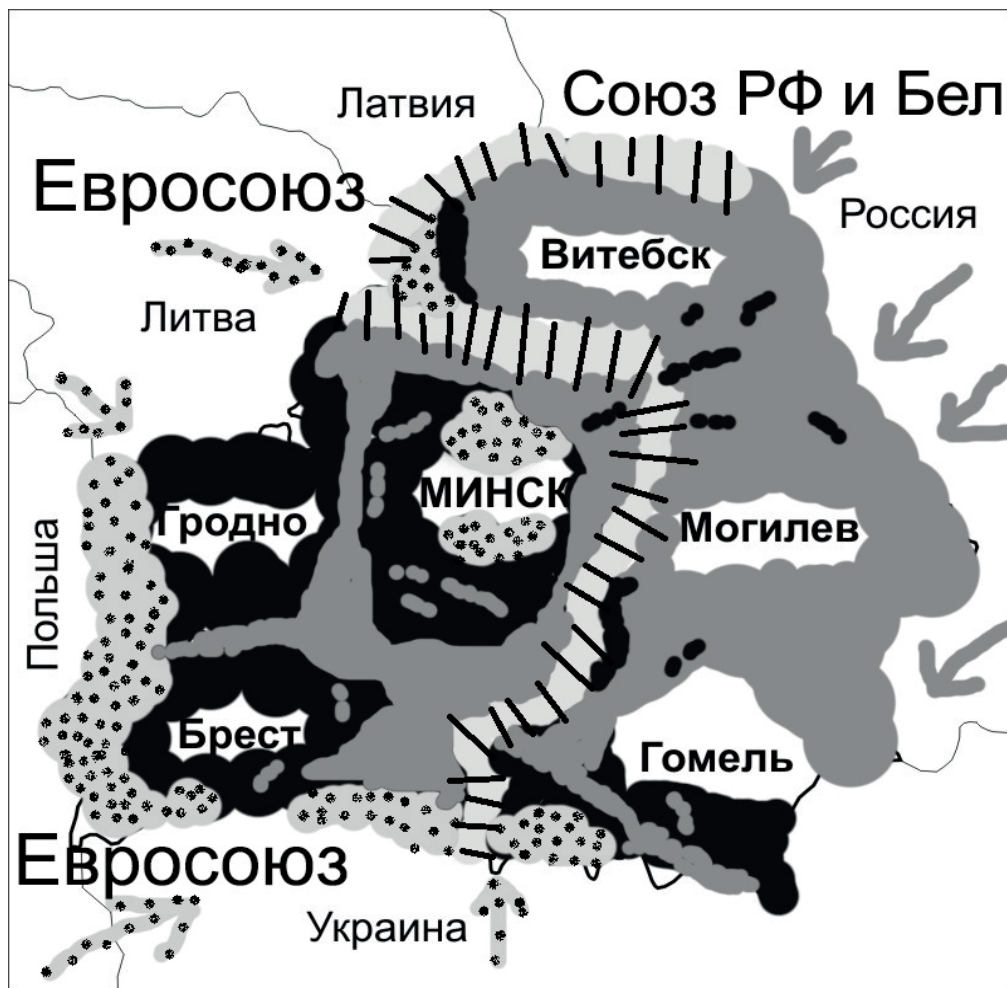 Союз РФ и Бел
Латвия
Евросоюз
Россия
Витебск
Литва
МИНСК
Гродно
Могилев
Польша
Брест
Гомель
Евросоюз
Украина